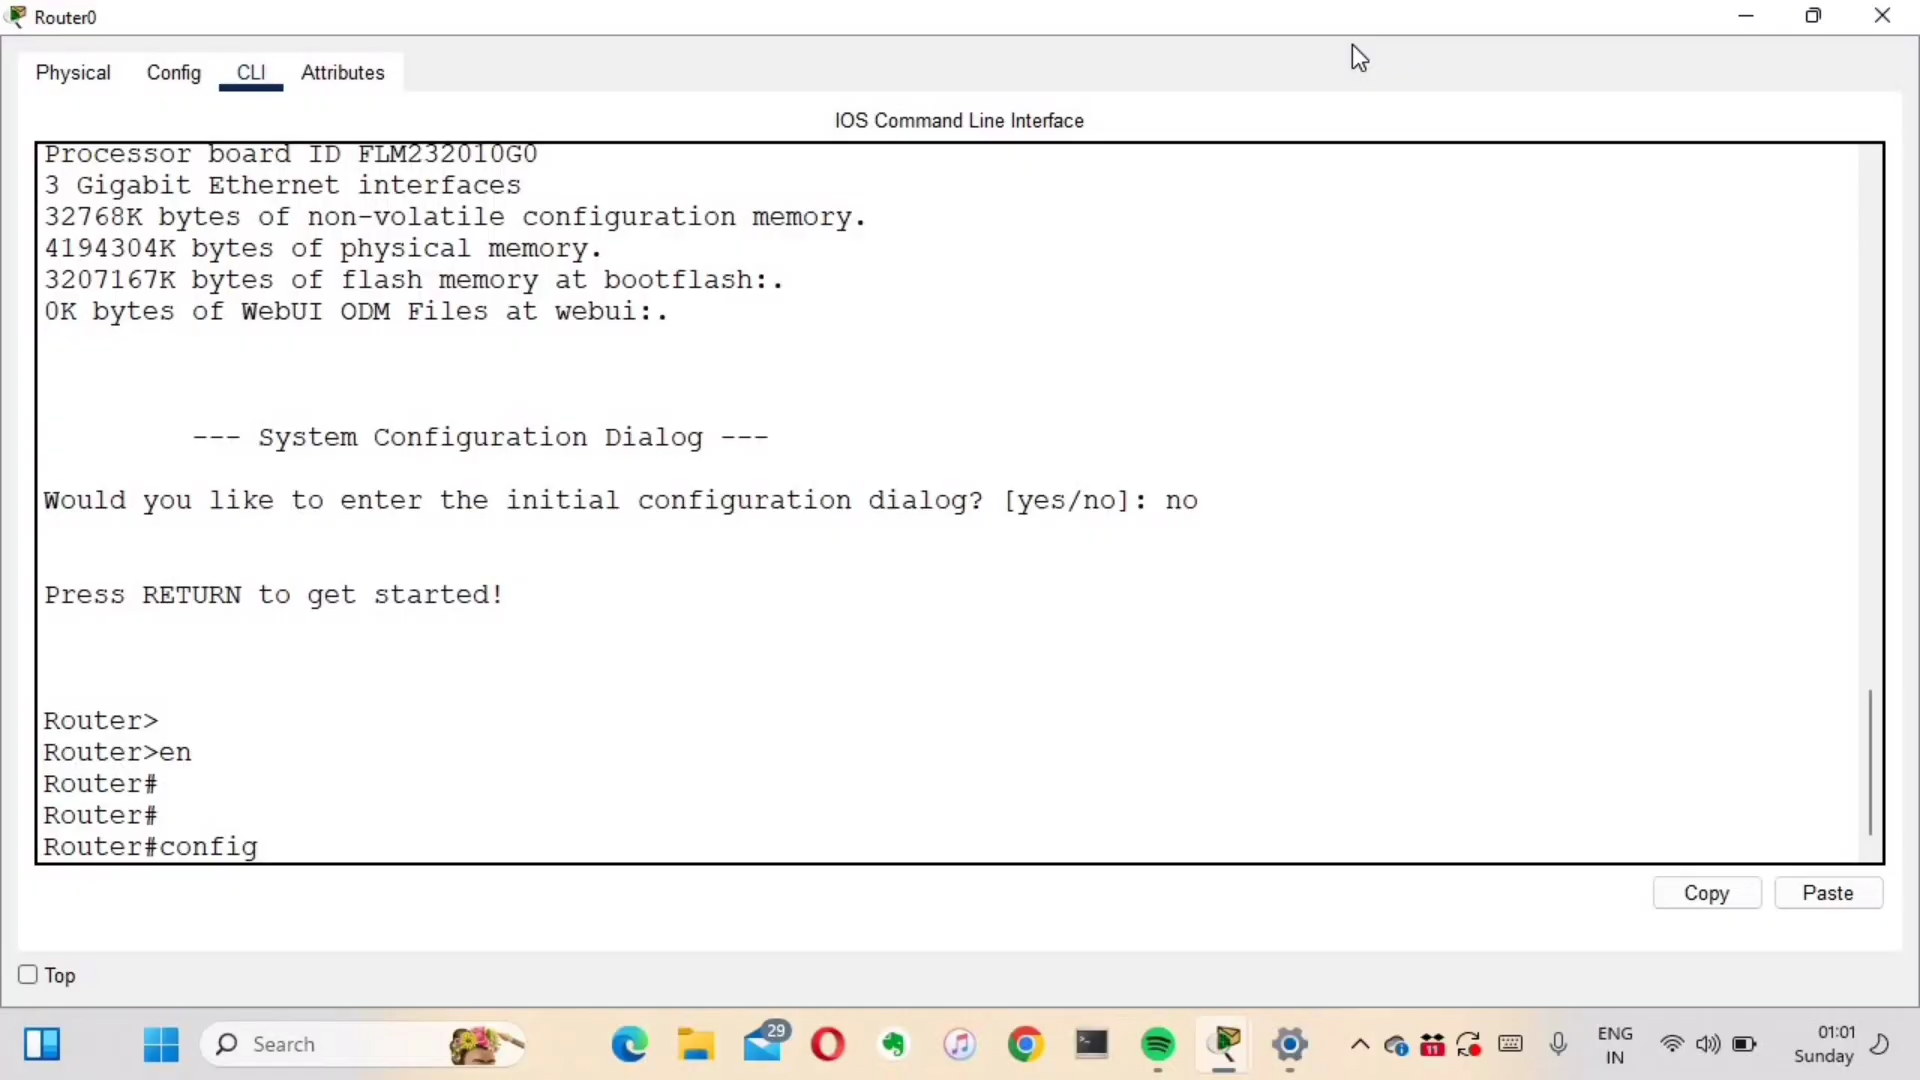 Router0
Physical Config CLI Attributes
IOS Command Line Interface
Processor board ID FLM232010G0
3 Gigabit Ethernet interfaces
32768K bytes of non-volatile configuration memory.
4194304K bytes of physical memory.
3207167K bytes of flash memory at bootflash:.
0K bytes of WebUI ODM Files at webui:.
--- System Configuration Dialog ---
Would you like to enter the initial configuration dialog? [yes/no]: no
Press RETURN to get started!
Router>
Router>en
Router#
Router#
Router#config
Copy Paste
Top
Search 29 11 ENG 01:01
IN Sunday